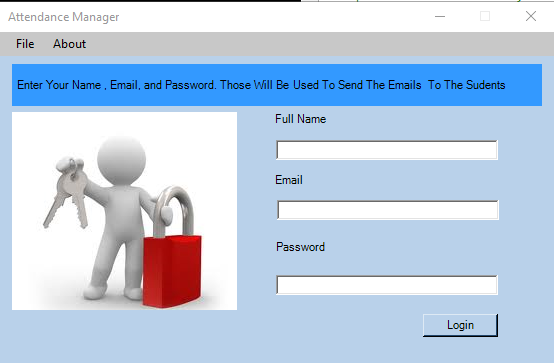 Attendance Manager
File About
Enter Your Name , Email, and Password. Those Will Be Used To Send The Emails To The Sudents
Full Name
Email
Password
Login